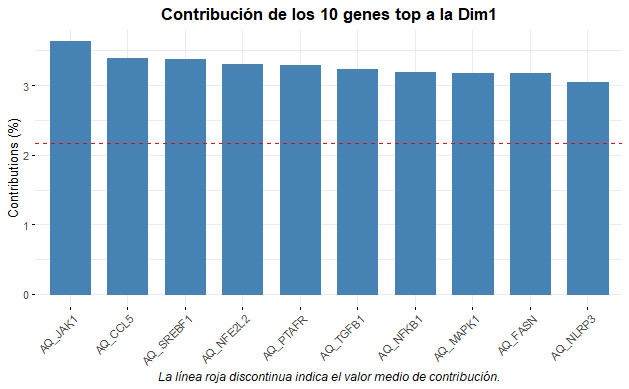 Contribución de los 10 genes top a la Dim1
Contributions (%)
3
2
1
0
AQ_JAK1
AQ_CCL5
AQ_SREBF1
AQ_NFE2L2
AQ_PTAFR
AQ_TGFB1
AQ_NFKB1
AQ_MAPK1
AQ_FASN
AQ_NLRP3
La línea roja discontinua indica el valor medio de contribución.